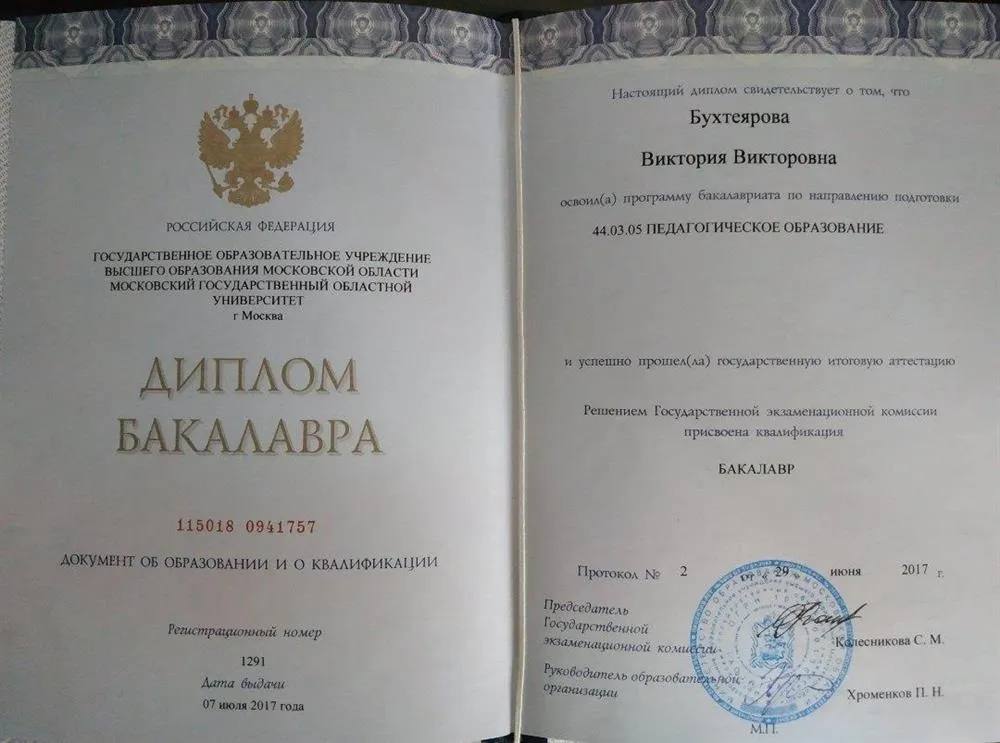 РОССИЙСКАЯ ФЕДЕРАЦИЯ
ГОСУДАРСТВЕННОЕ ОБРАЗОВАТЕЛЬНОЕ УЧРЕЖДЕНИЕ
ВЫСШЕГО ОБРАЗОВАНИЯ МОСКОВСКОЙ ОБЛАСТИ
МОСКОВСКИЙ ГОСУДАРСТВЕННЫЙ ОБЛАСТНОЙ
УНИВЕРСИТЕТ
г Москва
ДИПЛОМ
БАКАЛАВРА
115018 0941757
ДОКУМЕНТ ОБ ОБРАЗОВАНИИ И О КВАЛИФИКАЦИИ
Регистрационный номер
1291
Дата выдачи
07 июля 2017 года
Настоящий диплом свидетельствует о том, что
Бухтеярова
Виктория Викторовна
освоил(а) программу бакалавриата по направлению подготовки
44.03.05 ПЕДАГОГИЧЕСКОЕ ОБРАЗОВАНИЕ
и успешно прошел(ла) государственную итоговую аттестацию
Решением Государственной экзаменационной комиссии
присвоена квалификация
БАКАЛАВР
Протокол № 2 от « 29 » июня 2017 г.
Председатель
Государственной
экзаменационной комиссии
Колесникова С. М.
Руководитель образовательной
организации
Хроменков П. Н.
М.П.